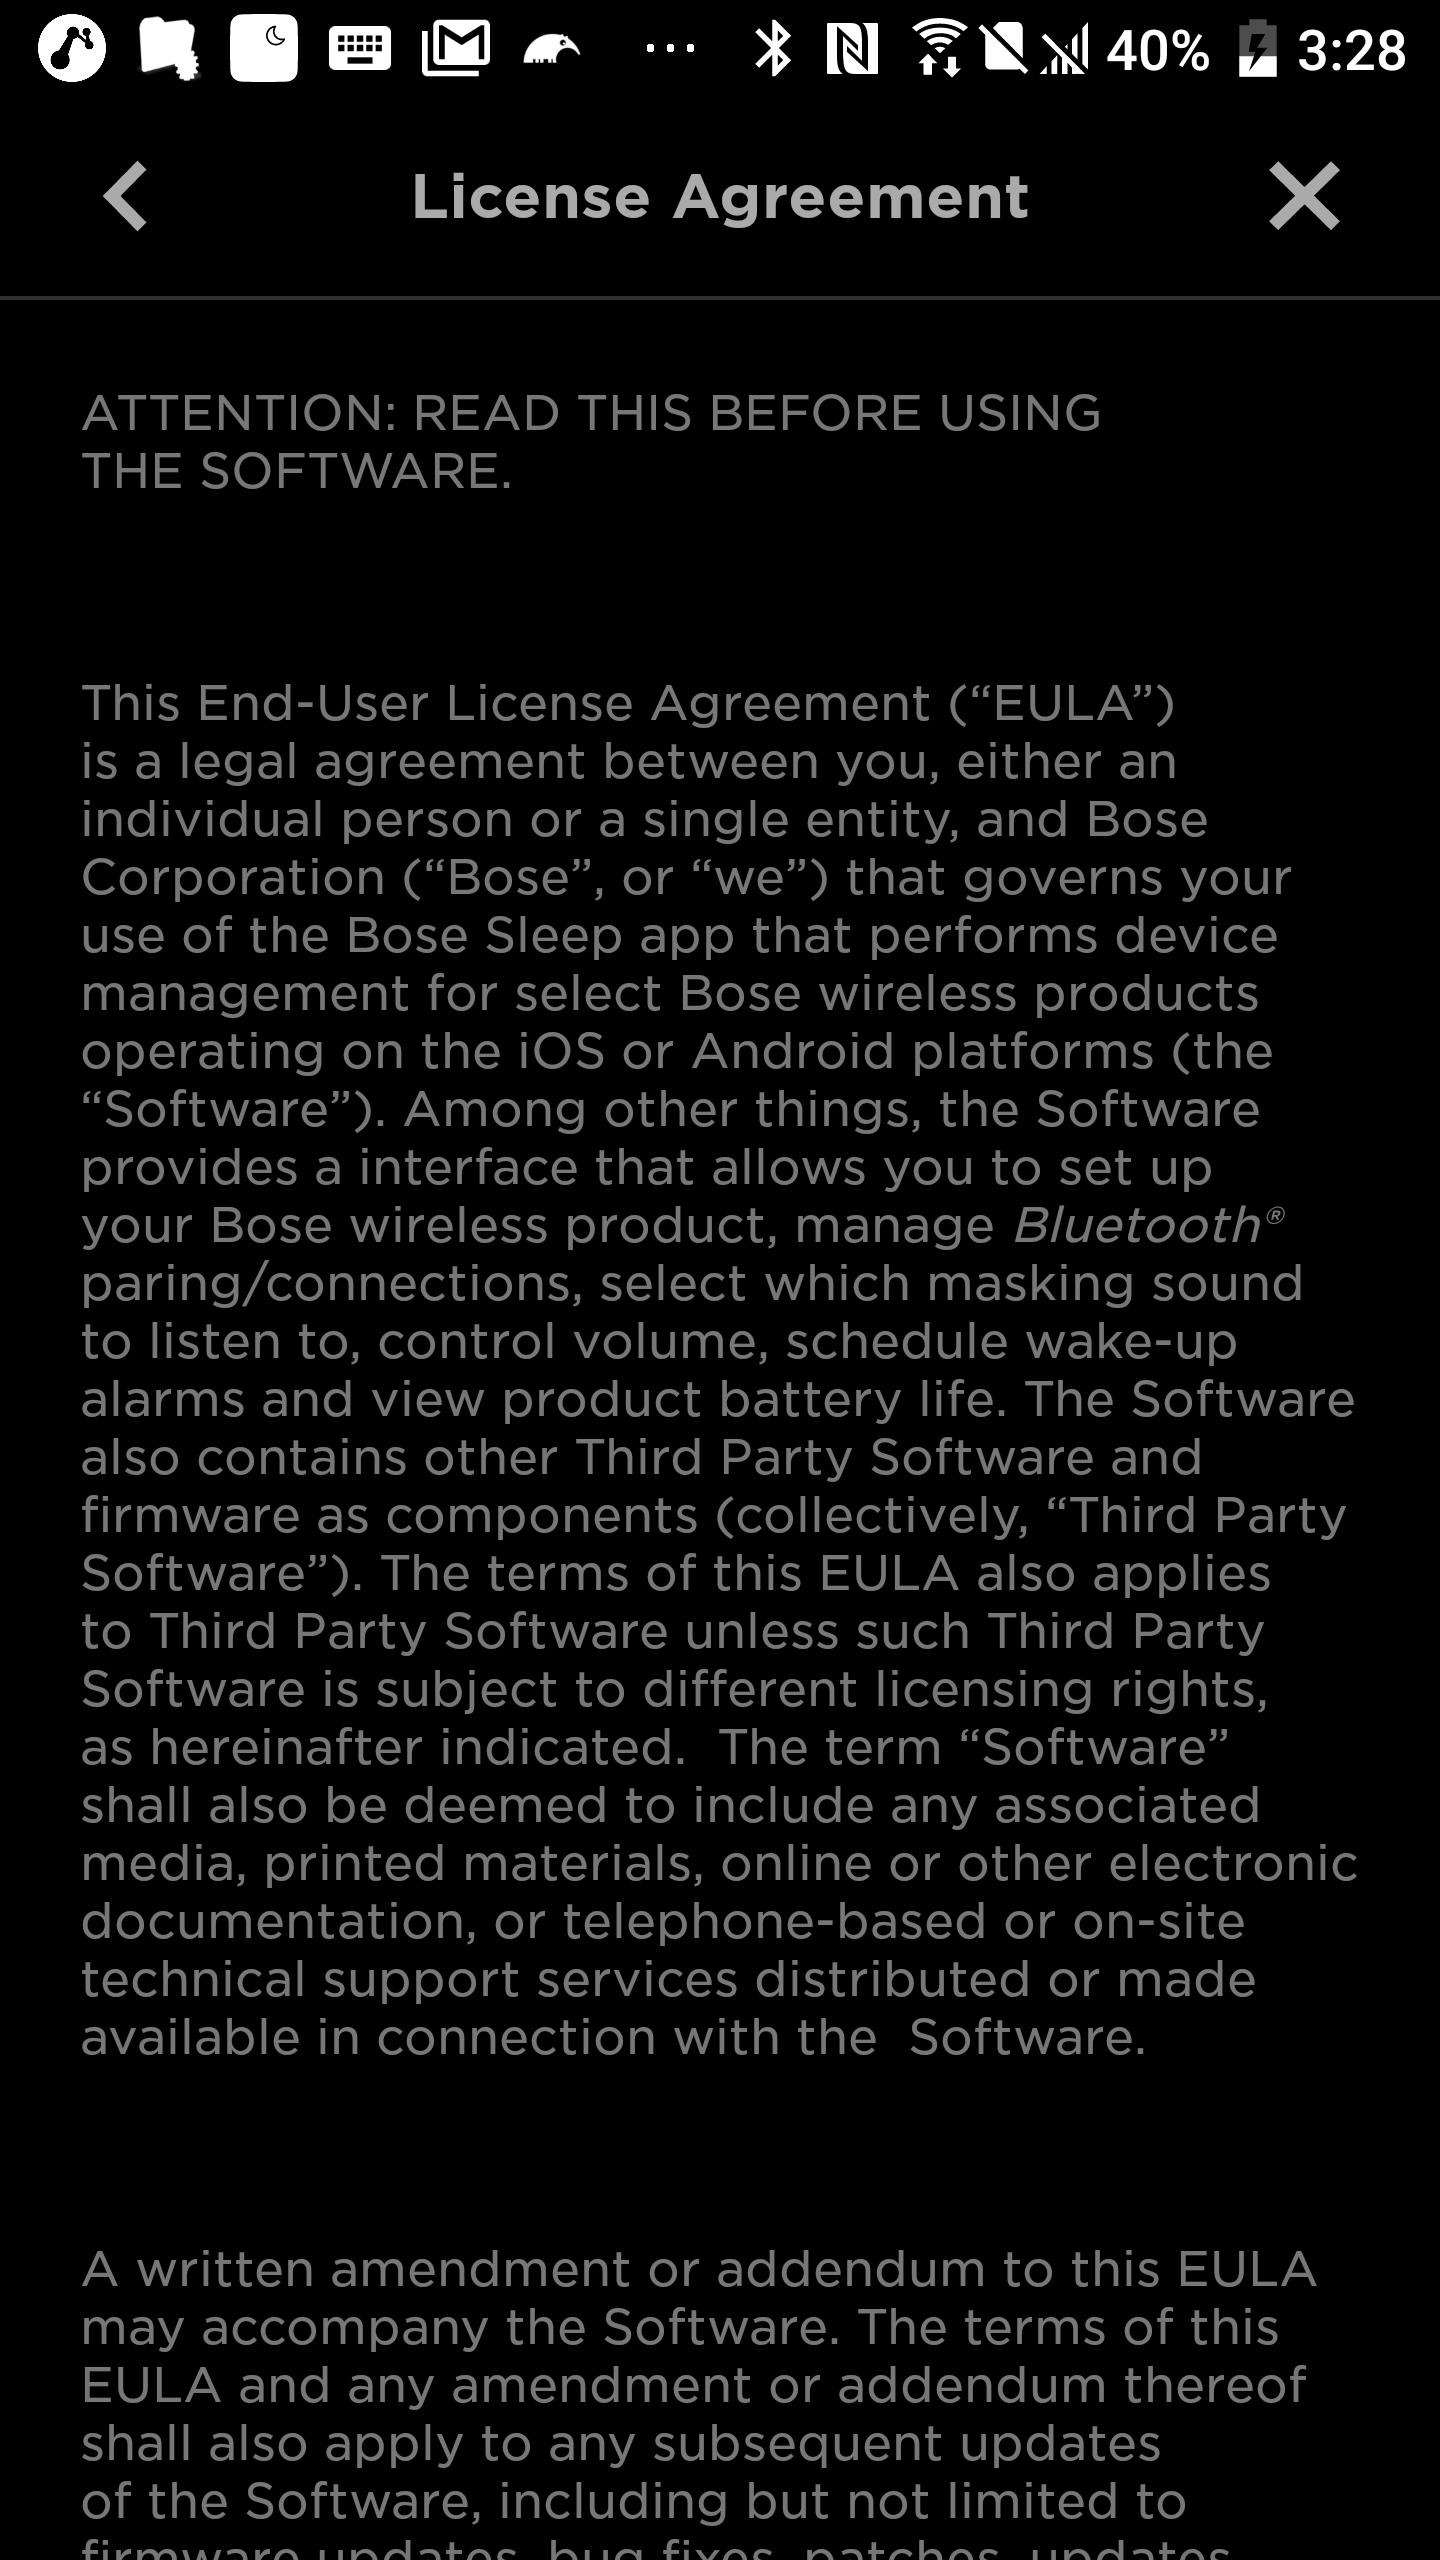 40% 3:28
License Agreement
ATTENTION: READ THIS BEFORE USING
THE SOFTWARE.
This End-User License Agreement (“EULA”)
is a legal agreement between you, either an
individual person or a single entity, and Bose
Corporation (“Bose”, or “we”) that governs your
use of the Bose Sleep app that performs device
management for select Bose wireless products
operating on the iOS or Android platforms (the
“Software”). Among other things, the Software
provides a interface that allows you to set up
your Bose wireless product, manage Bluetooth®
paring/connections, select which masking sound
to listen to, control volume, schedule wake-up
alarms and view product battery life. The Software
also contains other Third Party Software and
firmware as components (collectively, “Third Party
Software”). The terms of this EULA also applies
to Third Party Software unless such Third Party
Software is subject to different licensing rights,
as hereinafter indicated.  The term “Software”
shall also be deemed to include any associated
media, printed materials, online or other electronic
documentation, or telephone-based or on-site
technical support services distributed or made
available in connection with the  Software.
A written amendment or addendum to this EULA
may accompany the Software. The terms of this
EULA and any amendment or addendum thereof
shall also apply to any subsequent updates
of the Software, including but not limited to
firmware updates, bug fixes, patches, updates